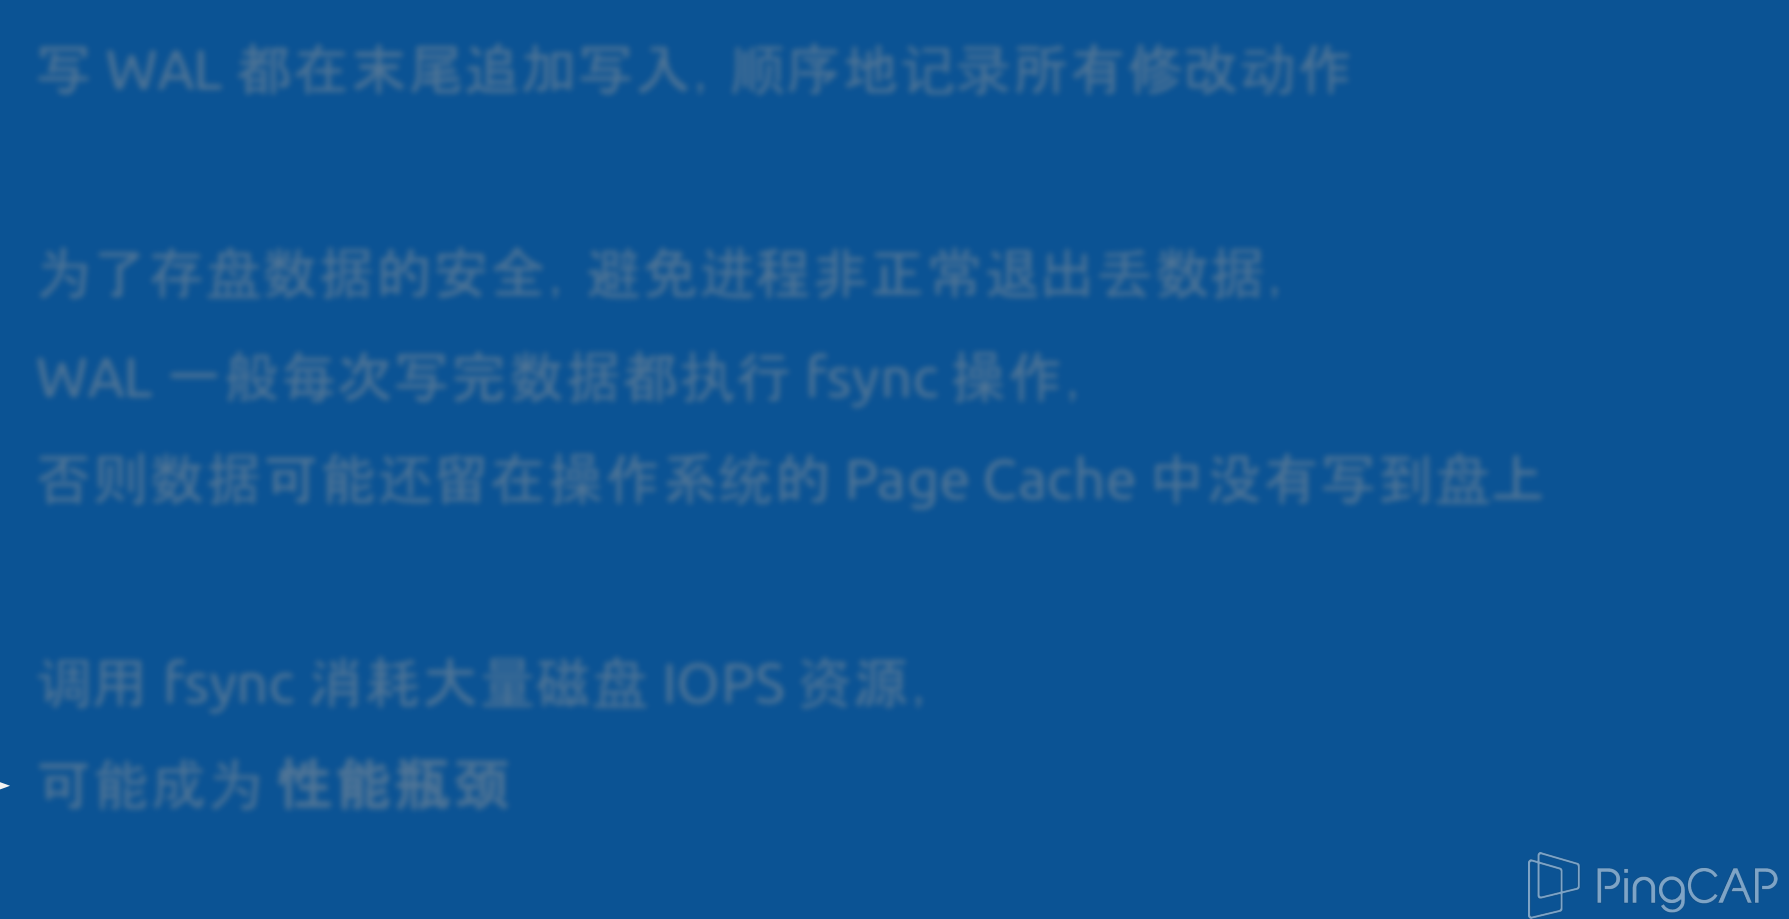 写 WAL 都在末尾追加写入，顺序地记录所有修改动作
为了存盘数据的安全，避免进程非正常退出丢数据，
WAL 一般每次写完数据都执行 fsync 操作，
否则数据可能还留在操作系统的 Page Cache 中没有写到盘上
调用 fsync 消耗大量磁盘 IOPS 资源，
可能成为 性能瓶颈
PingCAP